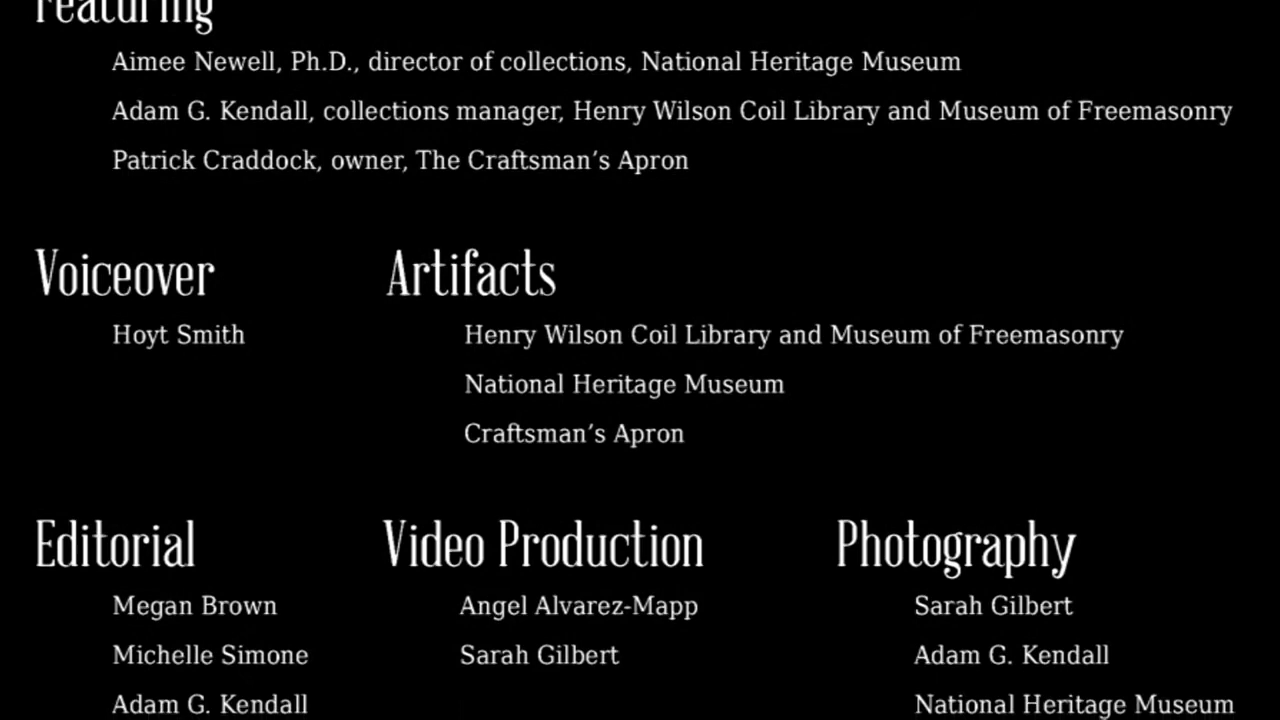 Featuring
Aimee Newell, Ph.D., director of collections, National Heritage Museum
Adam G. Kendall, collections manager, Henry Wilson Coil Library and Museum of Freemasonry
Patrick Craddock, owner, The Craftsman’s Apron
Voiceover
Hoyt Smith
Artifacts
Henry Wilson Coil Library and Museum of Freemasonry
National Heritage Museum
Craftsman’s Apron
Editorial
Megan Brown
Michelle Simone
Adam G. Kendall
Video Production
Angel Alvarez-Mapp
Sarah Gilbert
Photography
Sarah Gilbert
Adam G. Kendall
National Heritage Museum